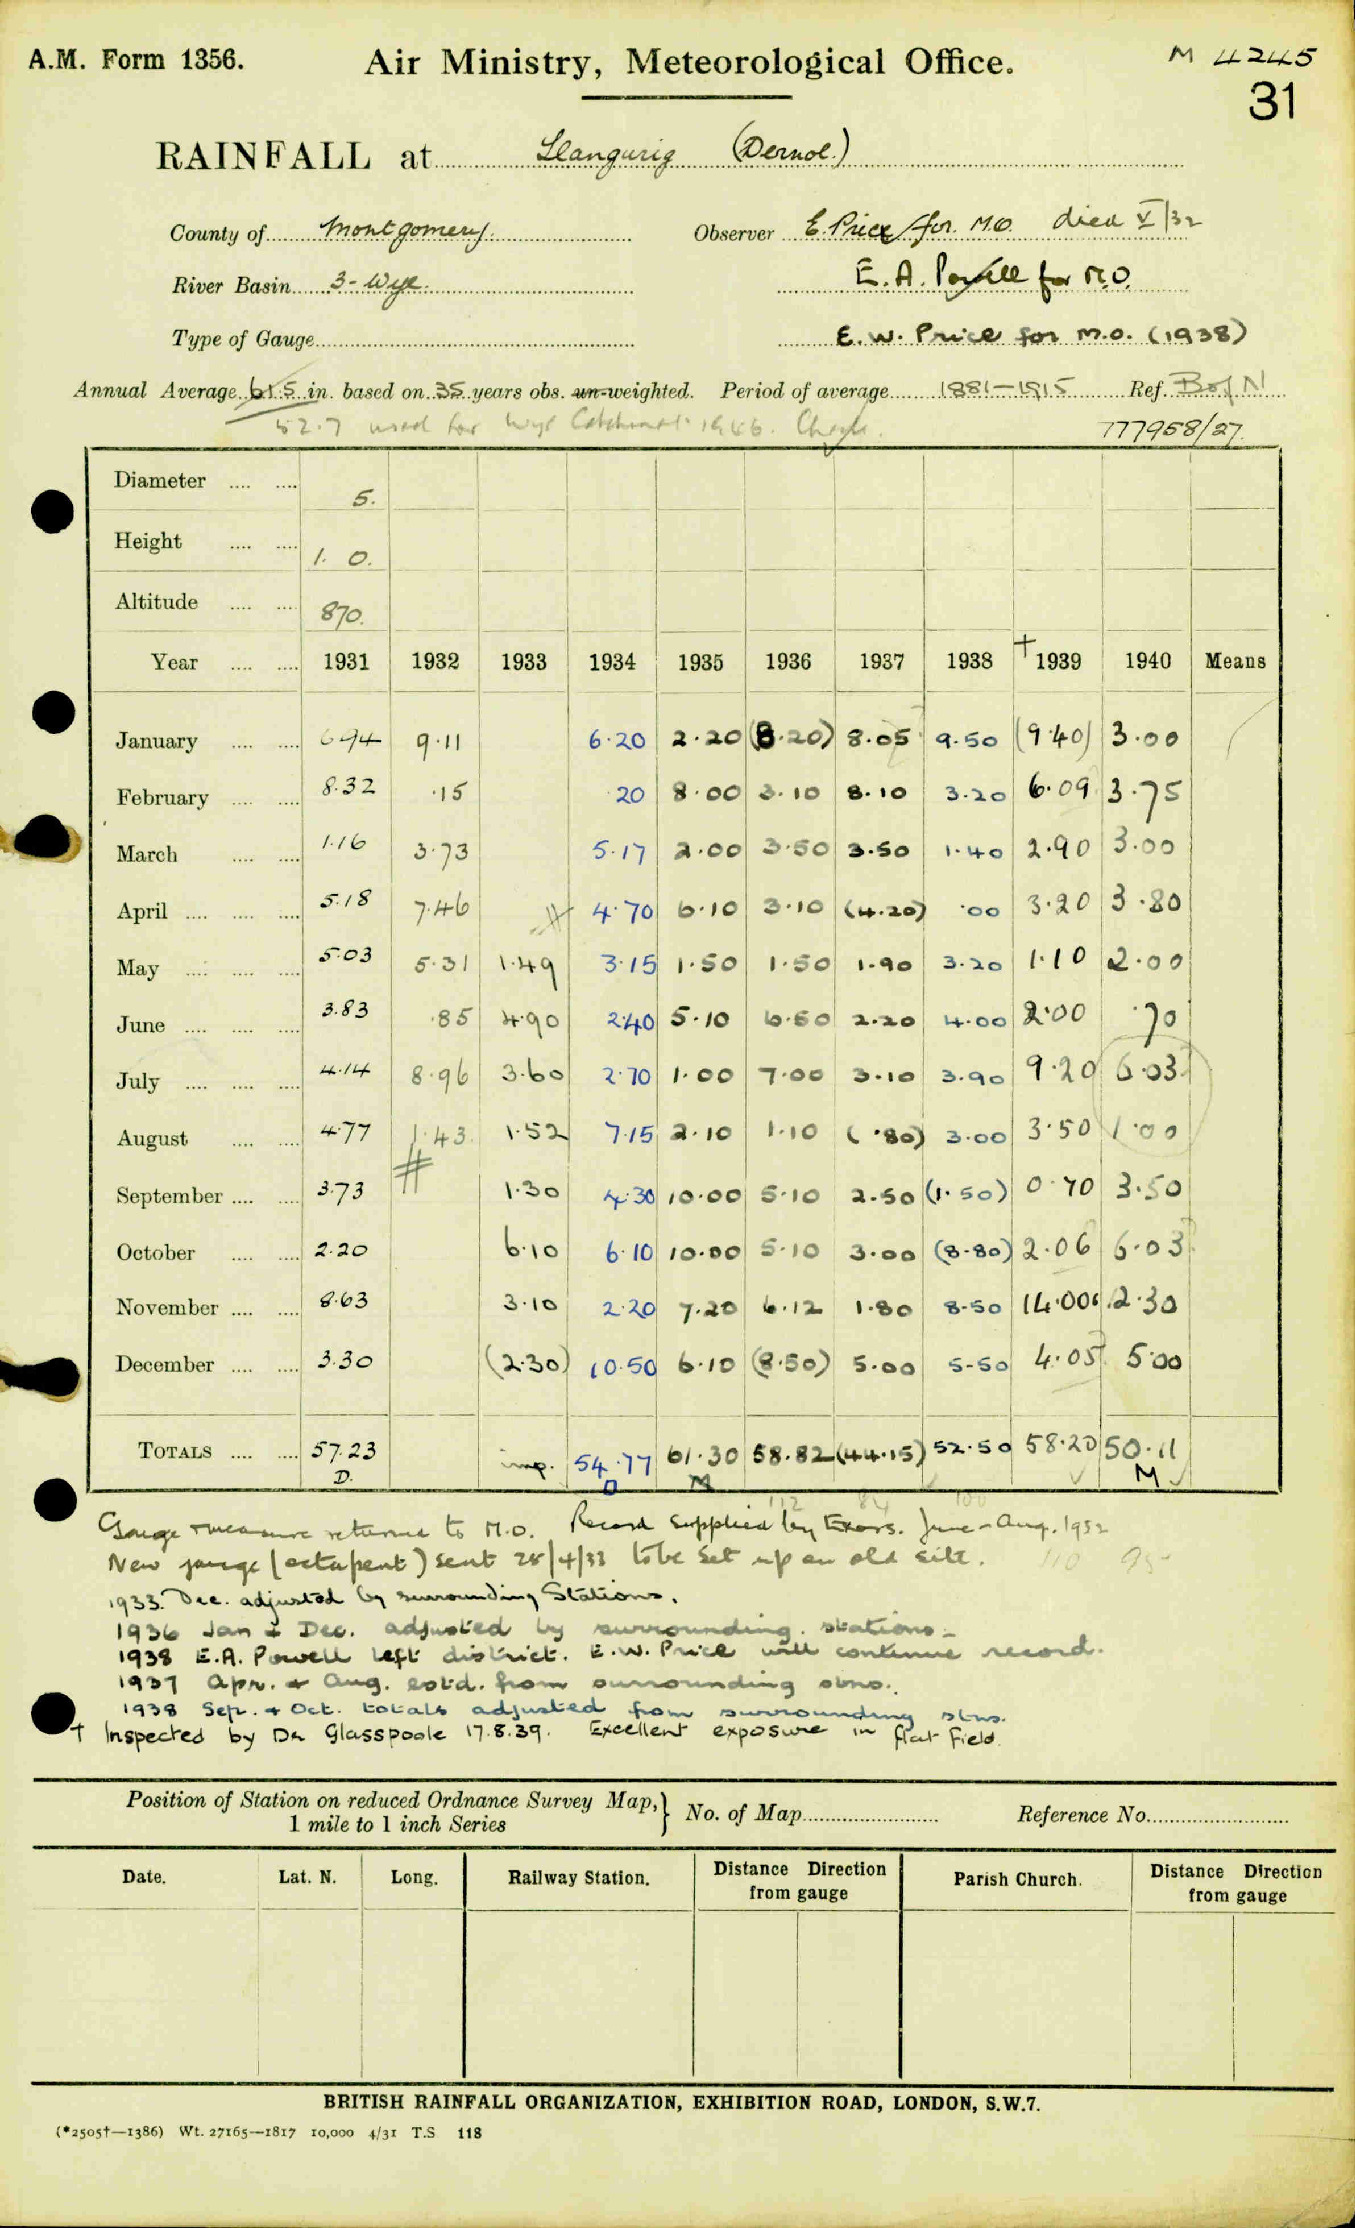 A.M. Form 1356. Air Ministry, Meteorological Office. M 4245
31
RAINFALL at Llangurig (Dernol)
County of Montgomery. Observer E. Price for M.O. died V/32
River Basin 3 - Wye. E. A. Powell for M.O.
Type of Gauge E. W. Price for M.O. (1938)
Annual Average 61.5 in. based on 35 years obs. un-weighted. Period of average 1881-1915 Ref. B of N
52.7 used for Wye Catchment 1946. Check. 777958/27.
Diameter 5.
Height 1. 0.
Altitude 870.
Year 1931 1932 1933 1934 1935 1936 1937 1938 † 1939 1940 Means
January 6.94 9.11 6.20 2.20 (8.20) 8.05 9.50 (9.40) 3.00
February 8.32 .15 .20 8.00 3.10 8.10 3.20 6.09 3.75
March 1.16 3.73 5.17 2.00 3.50 3.50 1.40 2.90 3.00
April 5.18 7.46 4.70 6.10 3.10 (4.20) .00 3.20 3.80
May 5.03 5.31 1.49 3.15 1.50 1.50 1.90 3.20 1.10 2.00
June 3.83 .85 4.90 2.40 5.10 6.50 2.20 4.00 2.00 .70
July 4.14 8.96 3.60 2.70 1.00 7.00 3.10 3.90 9.20 6.03
August 4.77 1.43 1.52 7.15 2.10 1.10 (.80) 3.00 3.50 1.00
September 3.73 1.30 4.30 10.00 5.10 2.50 (1.50) 0.70 3.50
October 2.20 6.10 6.10 10.00 5.10 3.00 (8.80) 2.06 6.03
November 8.63 3.10 2.20 7.20 6.12 1.80 8.50 14.00 12.30
December 3.30 (2.30) 10.50 6.10 (8.50) 5.00 5.50 4.05 5.00
TOTALS 57.23 imp. 54.77 61.30 58.82 (44.15) 52.50 58.20 50.11
D. D M M
112 84 100
Gauge & measure returned to M.O. Record supplied by Exors. June - Aug. 1932
New gauge (octapent) sent 28/4/33 to be set up on old site. 110 95
1933. Dec. adjusted by surrounding Stations.
1936 Jan & Dec. adjusted by surrounding stations
1938 E.A. Powell left district. E.W. Price will continue record.
1937 Apr. & Aug. estd. from surrounding stns.
1938 Sep. & Oct. totals adjusted from surrounding stns.
† Inspected by Dr Glasspoole 17.8.39. Excellent exposure in flat field.
Position of Station on reduced Ordnance Survey Map, } No. of Map Reference No.
1 mile to 1 inch Series
Date. Lat. N. Long. Railway Station. Distance Direction from gauge Parish Church. Distance Direction from gauge
BRITISH RAINFALL ORGANIZATION, EXHIBITION ROAD, LONDON, S.W.7.
(*2505†—1386) Wt. 27165—1817 10,000 4/31 T.S 118